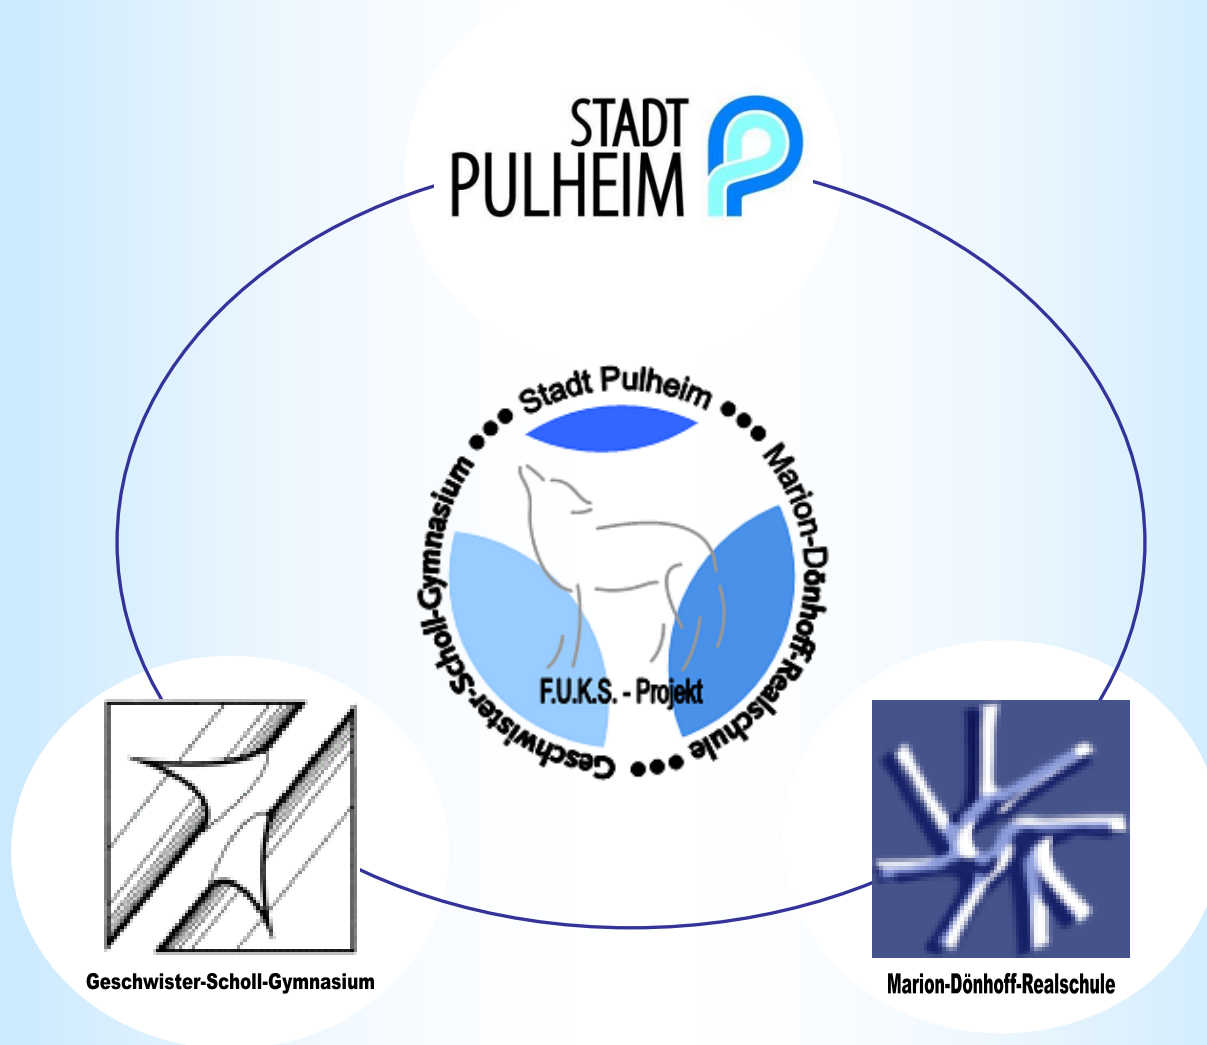 STADT
PULHEIM
Stadt Pulheim ••• Marion-Dönhoff-Realschule ••• Geschwister-Scholl-Gymnasium •••
F.U.K.S. - Projekt
Geschwister-Scholl-Gymnasium
Marion-Dönhoff-Realschule